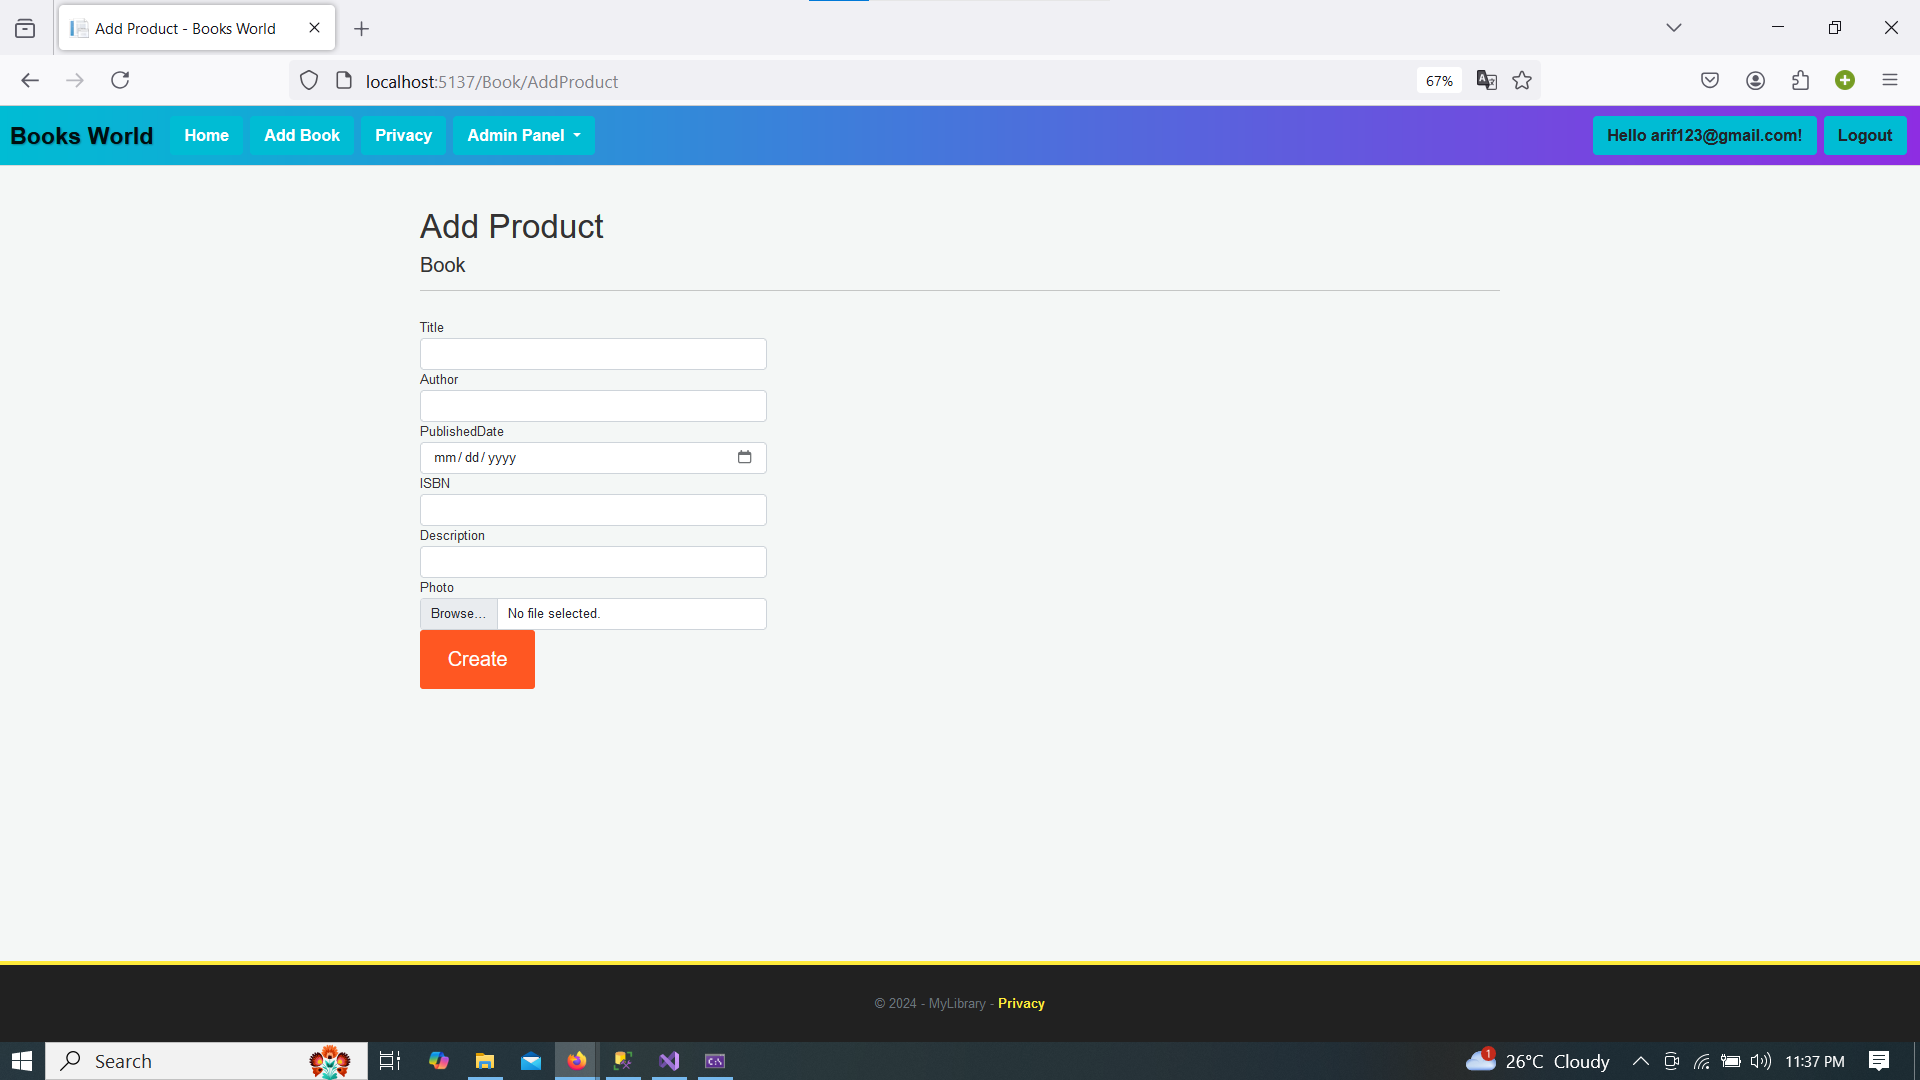 Add Product - Books World
localhost:5137/Book/AddProduct
67%
Books World
Home
Add Book
Privacy
Admin Panel
Hello arif123@gmail.com!
Logout
Add Product
Book
Title
Author
PublishedDate
mm/dd/yyyy
ISBN
Description
Photo
Browse...
No file selected.
Create
© 2024 - MyLibrary - Privacy
Search
1
26°C Cloudy
11:37 PM